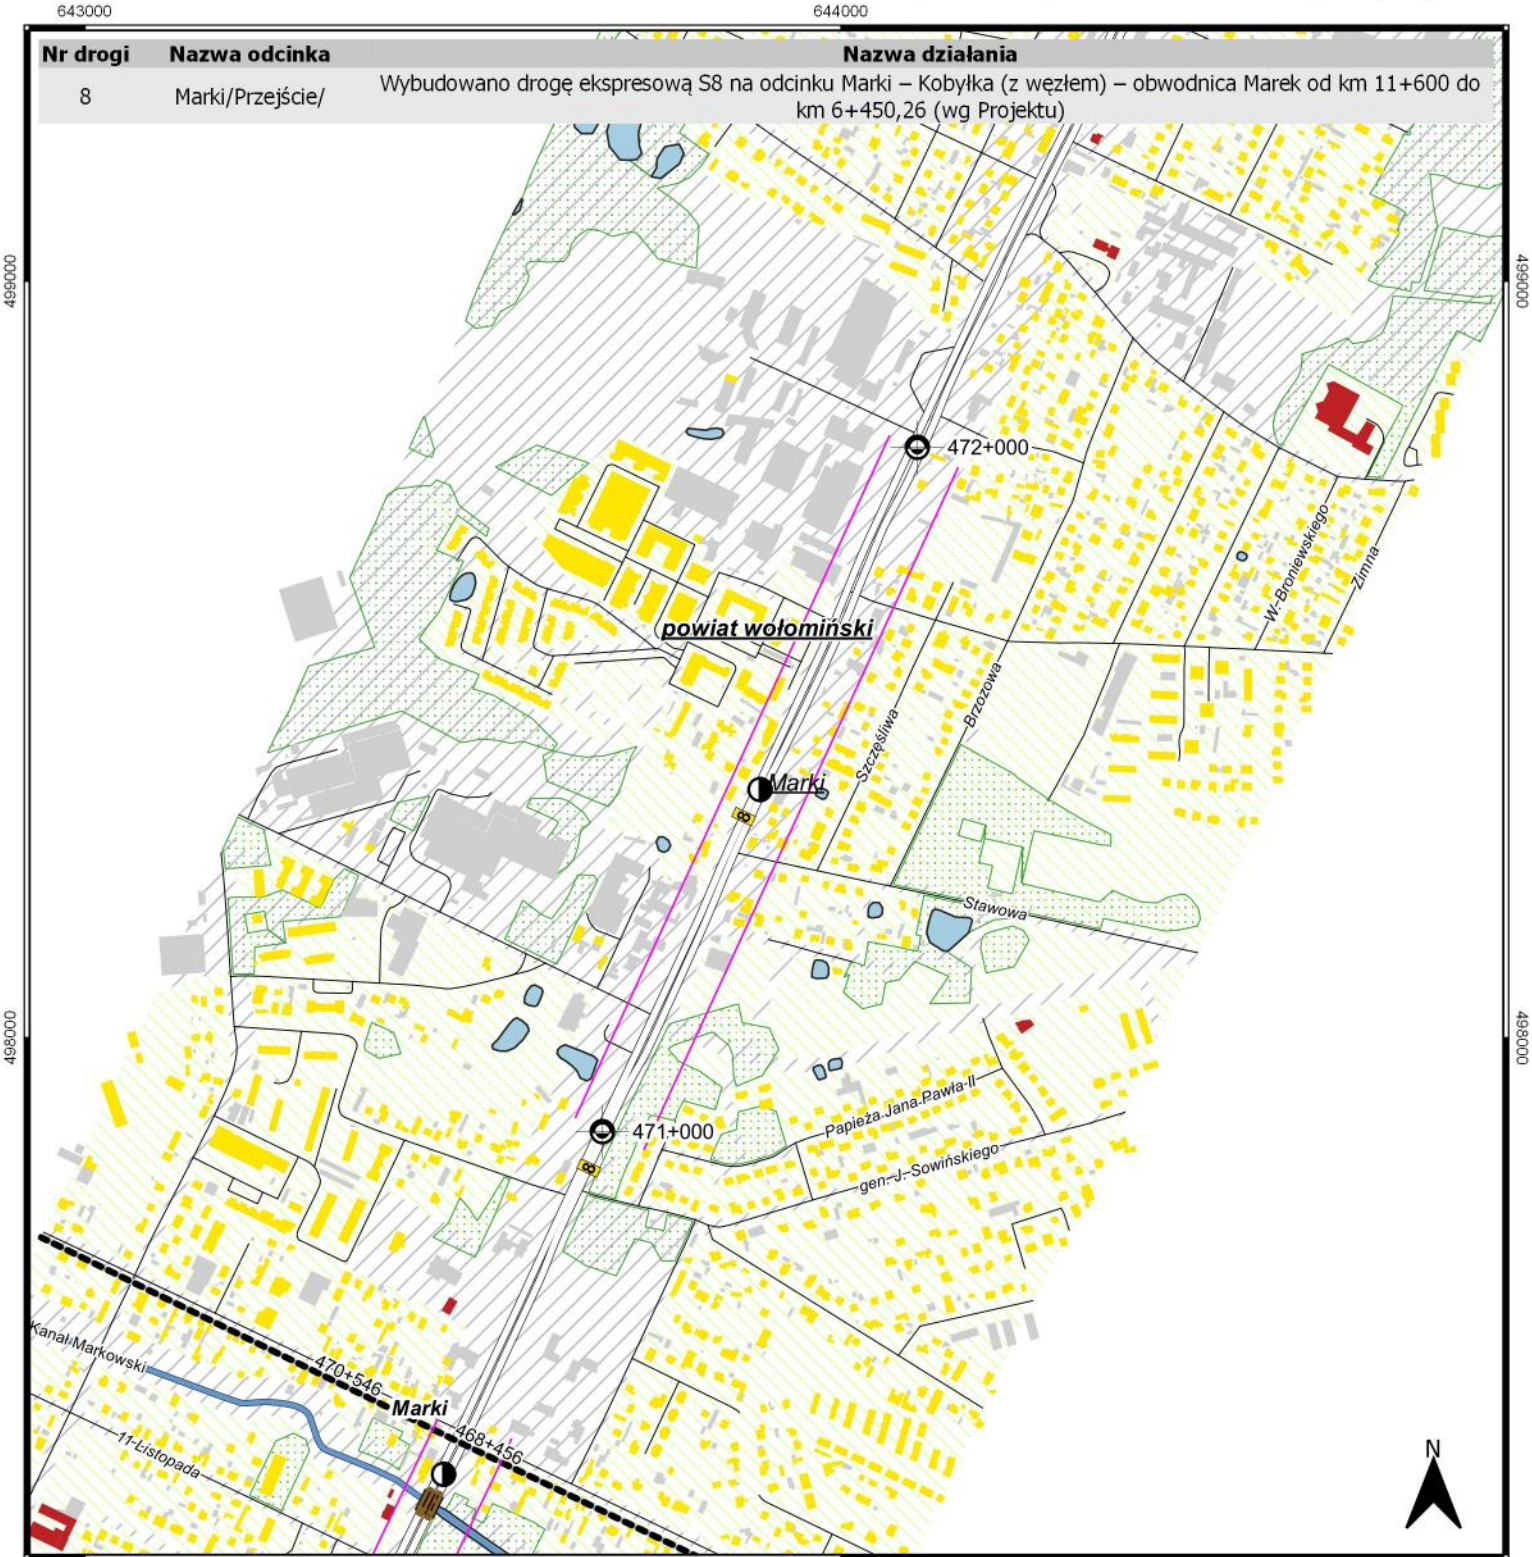 643000
644000
Nr drogi Nazwa odcinka Nazwa działania
8 Marki/Przejście/ Wybudowano drogę ekspresową S8 na odcinku Marki – Kobyłka (z węzłem) – obwodnica Marek od km 11+600 do
km 6+450,26 (wg Projektu)
499000
499000
472+000
W. Broniewskiego
Zimna
powiat wołomiński
Szczęśliwa
Brzozowa
Marki
8
Stawowa
498000
498000
Papieża Jana Pawła II
471+000
gen. J. Sowińskiego
8
Kanał Markowski
470+546
Marki
468+456
11 Listopada
N